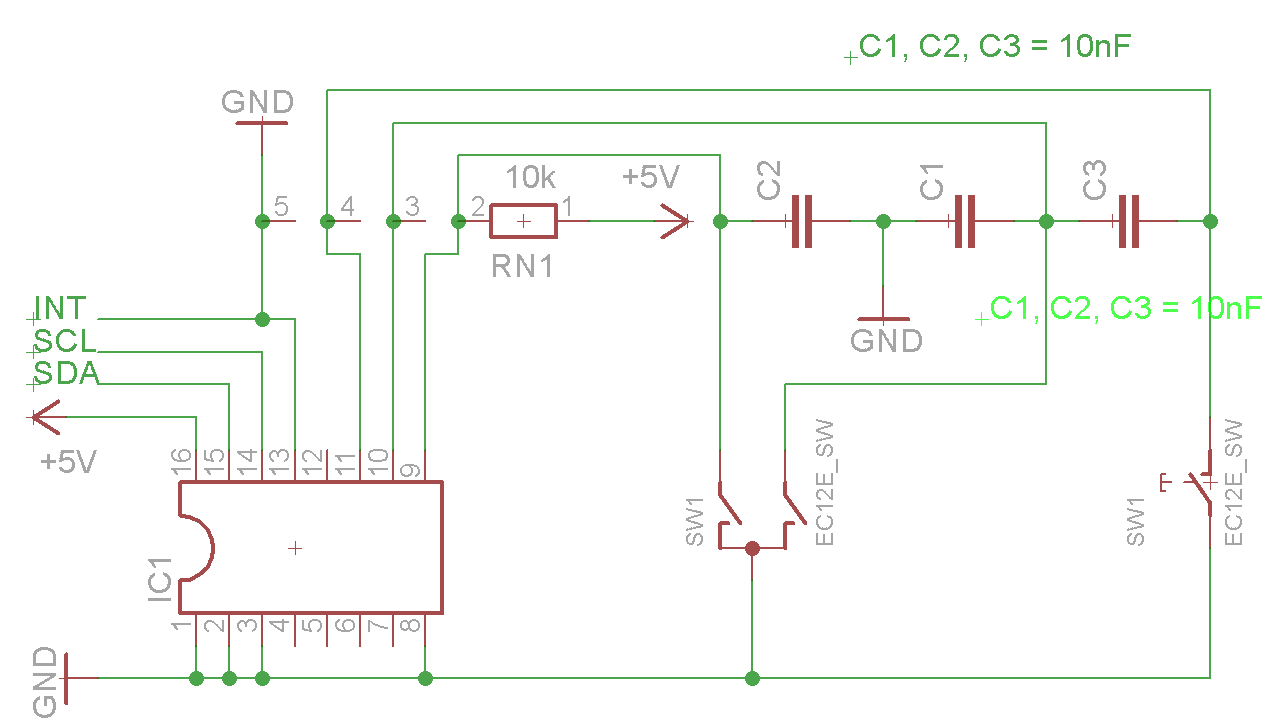 C1, C2, C3 = 10nF
GND
10k
+5V
C2
C1
C3
5
4
3
2
1
RN1
INT
SCL
SDA
GND
C1, C2, C3 = 10nF
+5V
16
15
14
13
12
11
10
9
SW1
EC12E_SW
SW1
EC12E_SW
IC1
1
2
3
4
5
6
7
8
GND